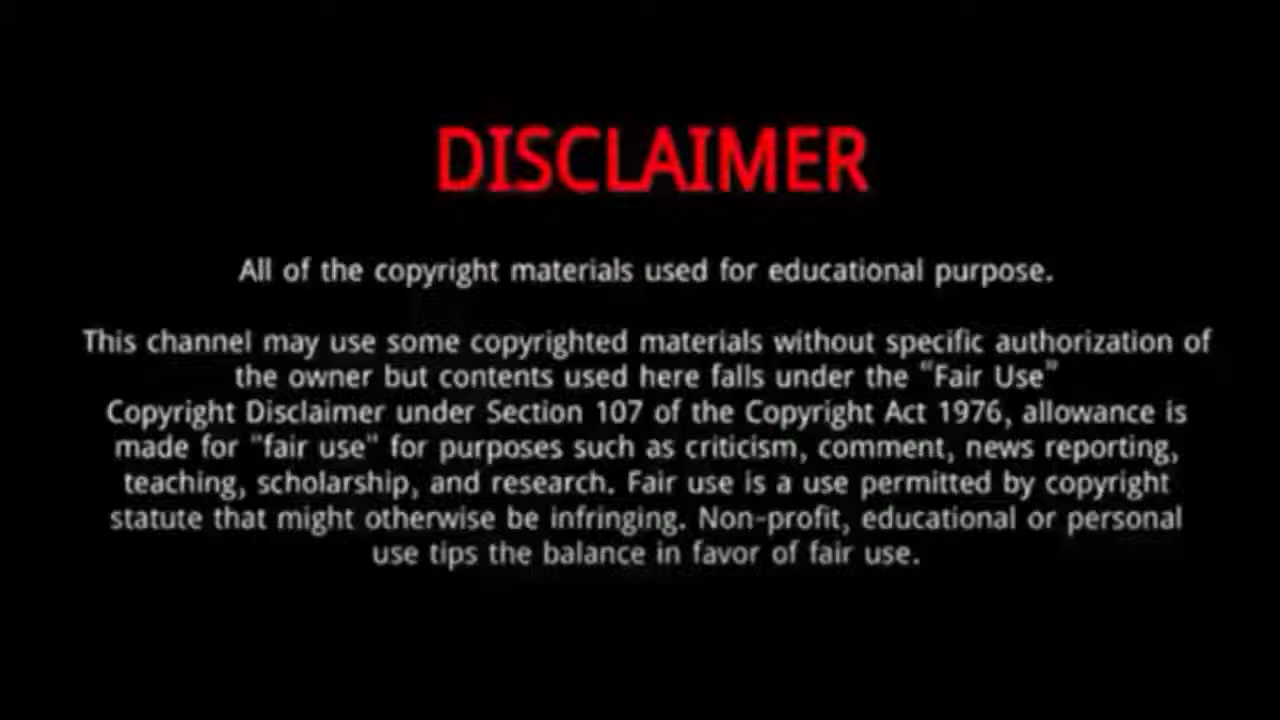 DISCLAIMER
All of the copyright materials used for educational purpose.
This channel may use some copyrighted materials without specific authorization of
the owner but contents used here falls under the “Fair Use”
Copyright Disclaimer under Section 107 of the Copyright Act 1976, allowance is
made for "fair use" for purposes such as criticism, comment, news reporting,
teaching, scholarship, and research. Fair use is a use permitted by copyright
statute that might otherwise be infringing. Non-profit, educational or personal
use tips the balance in favor of fair use.